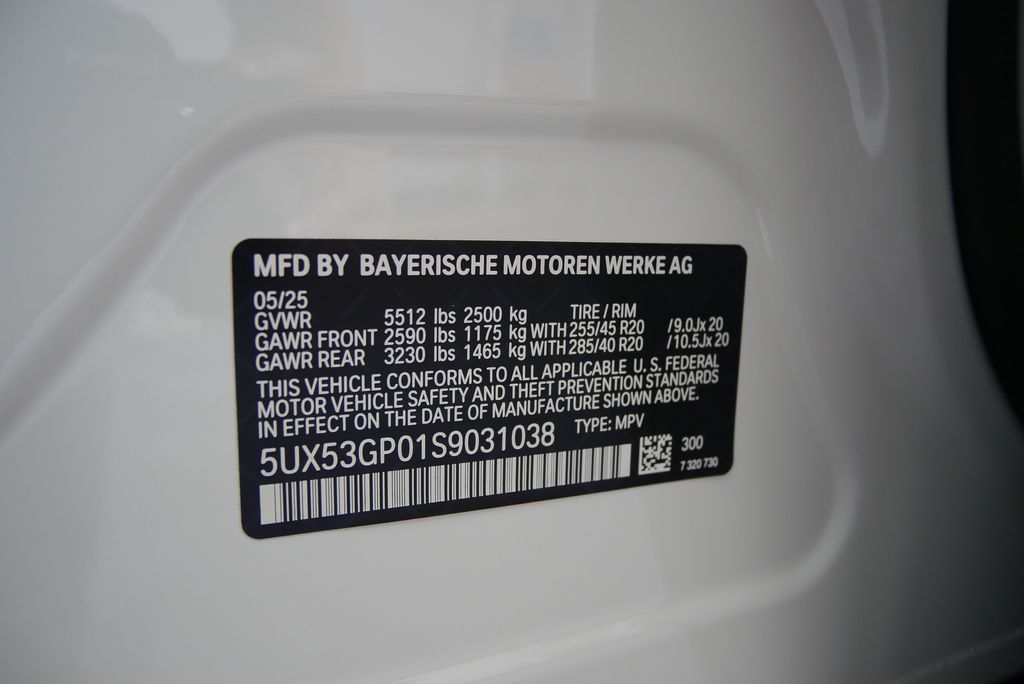 MFD BY BAYERISCHE MOTOREN WERKE AG
05/25
GVWR 5512 lbs 2500 kg TIRE / RIM
GAWR FRONT 2590 lbs 1175 kg WITH 255/45 R20 /9.0Jx 20
GAWR REAR 3230 lbs 1465 kg WITH 285/40 R20 /10.5Jx 20
THIS VEHICLE CONFORMS TO ALL APPLICABLE U. S. FEDERAL
MOTOR VEHICLE SAFETY AND THEFT PREVENTION STANDARDS
IN EFFECT ON THE DATE OF MANUFACTURE SHOWN ABOVE.
5UX53GP01S9031038 TYPE: MPV
300
7 320 730